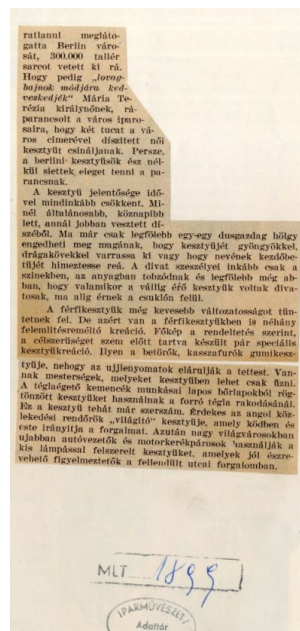 ratlanul megláto-
gatta Berlin váro-
sát, 300.000 tallér
sarcot vetett ki rá.
Hogy pedig „lovag-
bajnok módjára ked-
veskedjék" Mária Te-
rézia királynőnek, rá-
parancsolt a város iparo-
saira, hogy két tucat a vá-
ros címerével díszített női
kesztyűt csináljanak. Persze,
a berlini kesztyűsök ész nél-
kül siettek eleget tenni a pa-
rancsnak.
A kesztyű jelentősége idő-
vel mindinkább csökkent. Mi-
nél általánosabb, köznapibb
lett, annál jobban vesztett dí-
széből. Ma már csak legfölebb egy-egy dusgazdag hölgy
engedheti meg magának, hogy kesztyűjét gyöngyökkel,
drágakövekkel varrassa ki vagy hogy nevének kezdőbe-
tűjét himeztesse reá. A divat szeszélyei inkább csak a
szinekben, az anyagban tobzódnak és legfölebb még ab-
ban, hogy valamikor a vállig érő kesztyűk voltak diva-
tosak, ma alig érnek a csuklón felül.
A férfikesztyűk még kevesebb változatosságot tün-
tetnek fel. De azért van a férfikesztyűkben is néhány
felemlítésreméltó kreáció. Főkép a rendeltetés szerint,
a célszerűséget szem előtt tartva készült pár speciális
kesztyűkreáció. Ilyen a betörők, kasszafurók gumikesz-
tyűje, nehogy az ujjlenyomatok elárulják a tettest. Van-
nak mesterségek, melyeket kesztyűben lehet csak űzni.
A téglaégető kemencék munkásai lapos bőrlapokból rög-
tönzött kesztyűket használnak a forró tégla rakodásánál.
Ez a kesztyű tehát már szerszám. Érdekes az angol köz-
lekedési rendőrök „világító" kesztyűje, amely ködben és
este irányítja a forgalmat. Azután nagy világvárosokban
ujabban autóvezetők és motorkerékpárosok használják a
kis lámpással felszerelt kesztyűket, amelyek jól észre-
vehető figyelmeztetők a fellendült utcai forgalomban.
MLT 1899
IPARMŰVÉSZETI
Adattár